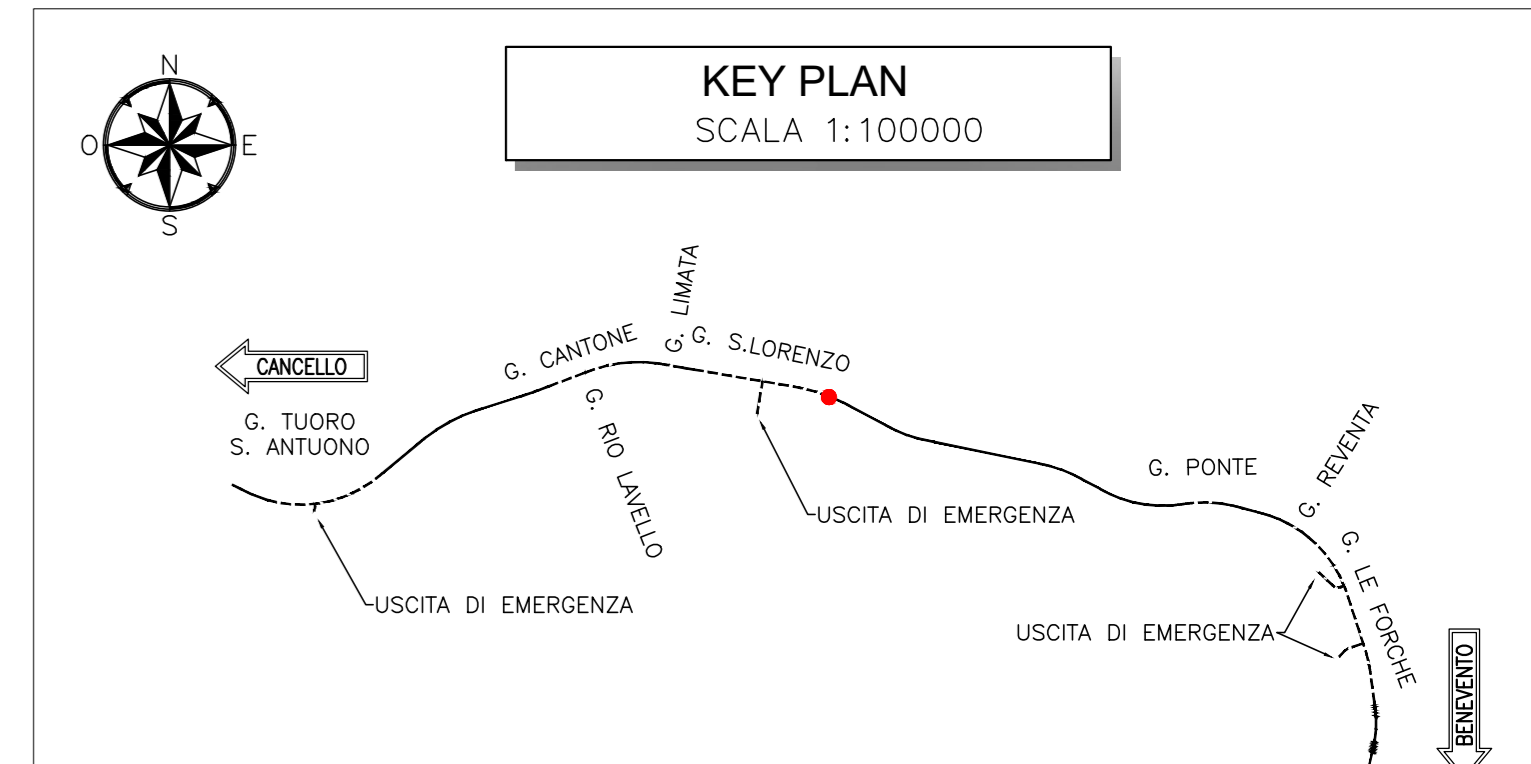 N
O
E
S
KEY PLAN
SCALA 1:100000
CANCELLO
G. TUORO
S. ANTUONO
G. CANTONE
G. LIMATA
G. S.LORENZO
G. RIO LAVELLO
USCITA DI EMERGENZA
USCITA DI EMERGENZA
G. PONTE
G. REVENTA
G. LE FORCHE
USCITA DI EMERGENZA
BENEVENTO